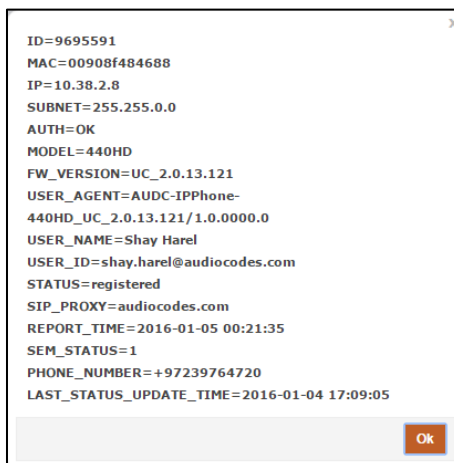 x
ID=9695591
MAC=00908f484688
IP=10.38.2.8
SUBNET=255.255.0.0
AUTH=OK
MODEL=440HD
FW_VERSION=UC_2.0.13.121
USER_AGENT=AUDC-IPPhone-
440HD_UC_2.0.13.121/1.0.0000.0
USER_NAME=Shay Harel
USER_ID=shay.harel@audiocodes.com
STATUS=registered
SIP_PROXY=audiocodes.com
REPORT_TIME=2016-01-05 00:21:35
SEM_STATUS=1
PHONE_NUMBER=+97239764720
LAST_STATUS_UPDATE_TIME=2016-01-04 17:09:05
Ok